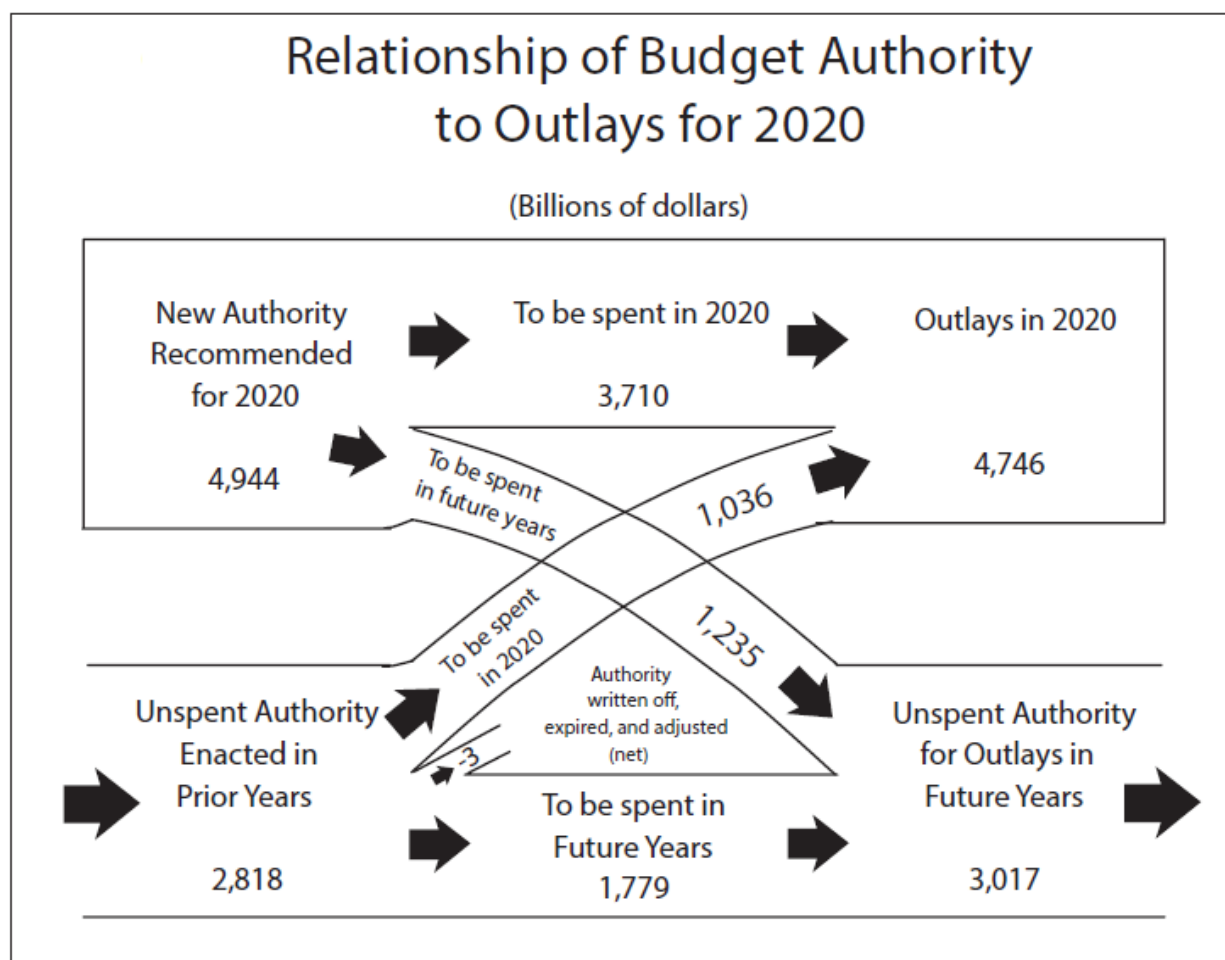 Relationship of Budget Authority
to Outlays for 2020
(Billions of dollars)
New Authority
Recommended
for 2020
4,944
To be spent in 2020
3,710
Outlays in 2020
4,746
To be spent
in future years
1,036
To be spent
in 2020
1,235
Authority
written off,
expired, and adjusted
(net)
-3
Unspent Authority
Enacted in
Prior Years
2,818
To be spent in
Future Years
1,779
Unspent Authority
for Outlays in
Future Years
3,017